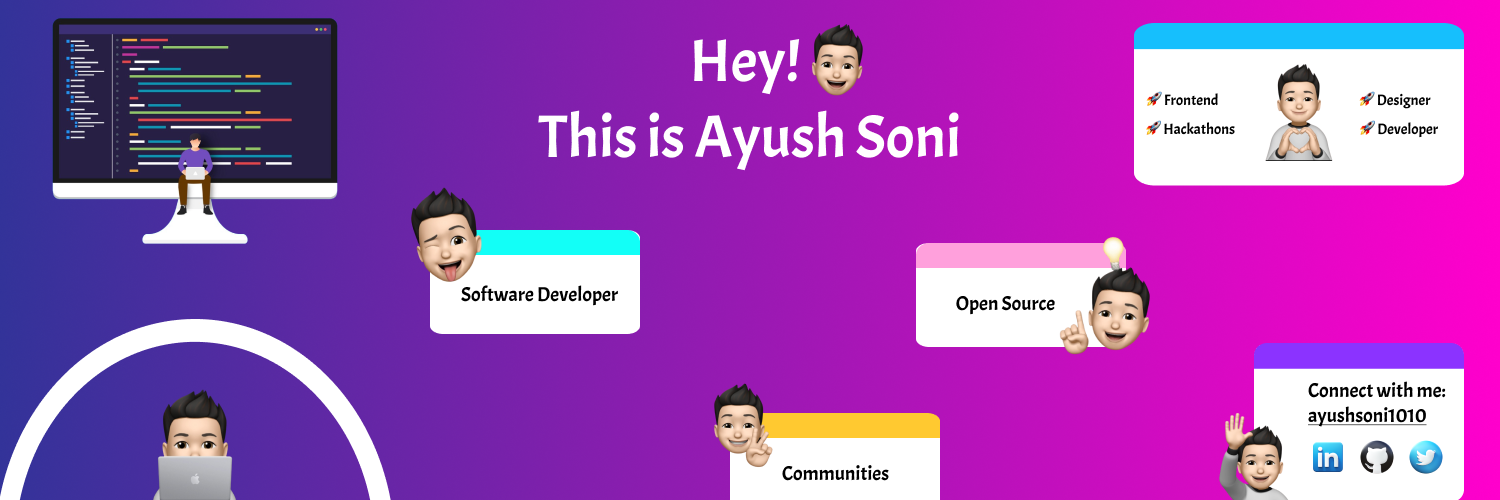 Hey!
This is Ayush Soni
Frontend
Hackathons
Designer
Developer
Software Developer
Open Source
Communities
Connect with me:
ayushsoni1010
in